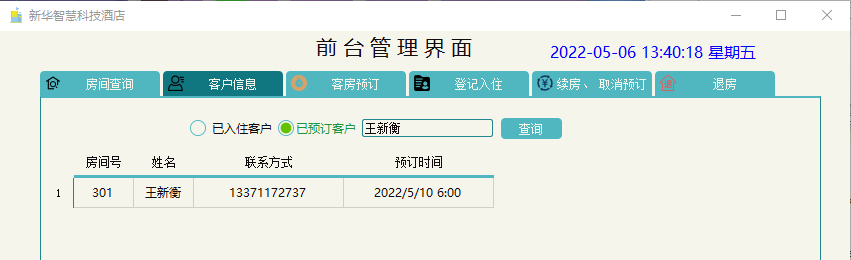 新华智慧科技酒店
前台管理界面
2022-05-06 13:40:18 星期五
房间查询 客户信息 客房预订 登记入住 续房、取消预订 退房
已入住客户 已预订客户 王新衡 查询
房间号 姓名 联系方式 预订时间
1 301 王新衡 13371172737 2022/5/10 6:00